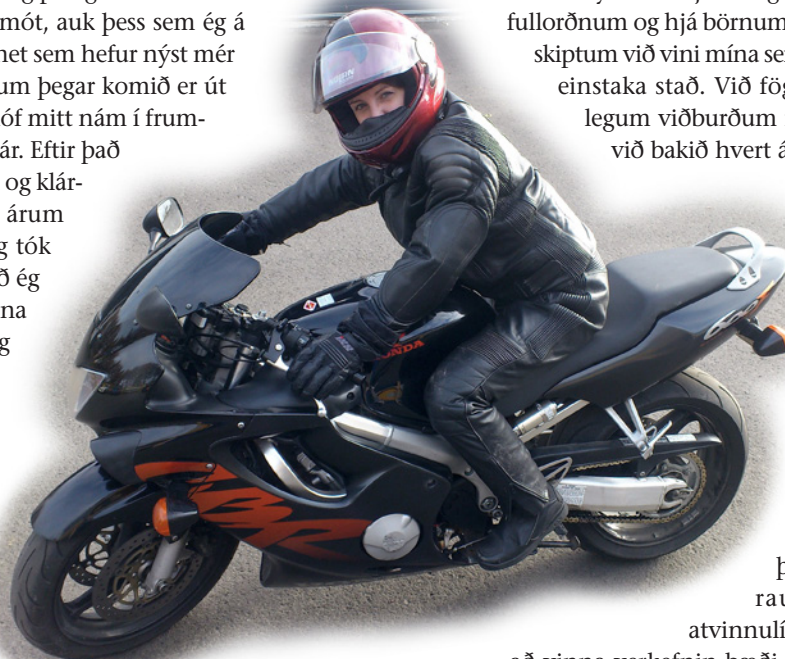 mót, auk þess sem ég á
net sem hefur nýst mér
um þegar komið er út
óf mitt nám í frum-
ár. Eftir það
og klár-
árum
g tók
ð ég
na
g
fullorðnum og hjá börnum
skiptum við vini mína se
einstaka stað. Við fög
legum viðburðum
við bakið hvert á
NDA
þ
rau
atvinnulí